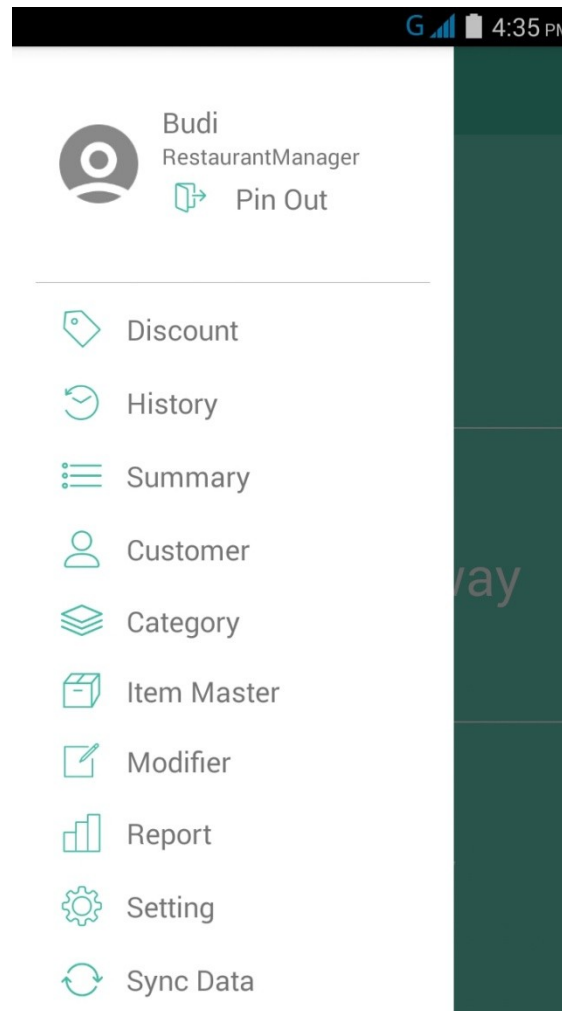 G 4:35 PM
Budi
RestaurantManager
Pin Out
Discount
History
Summary
Customer
Category
way
Item Master
Modifier
Report
Setting
Sync Data